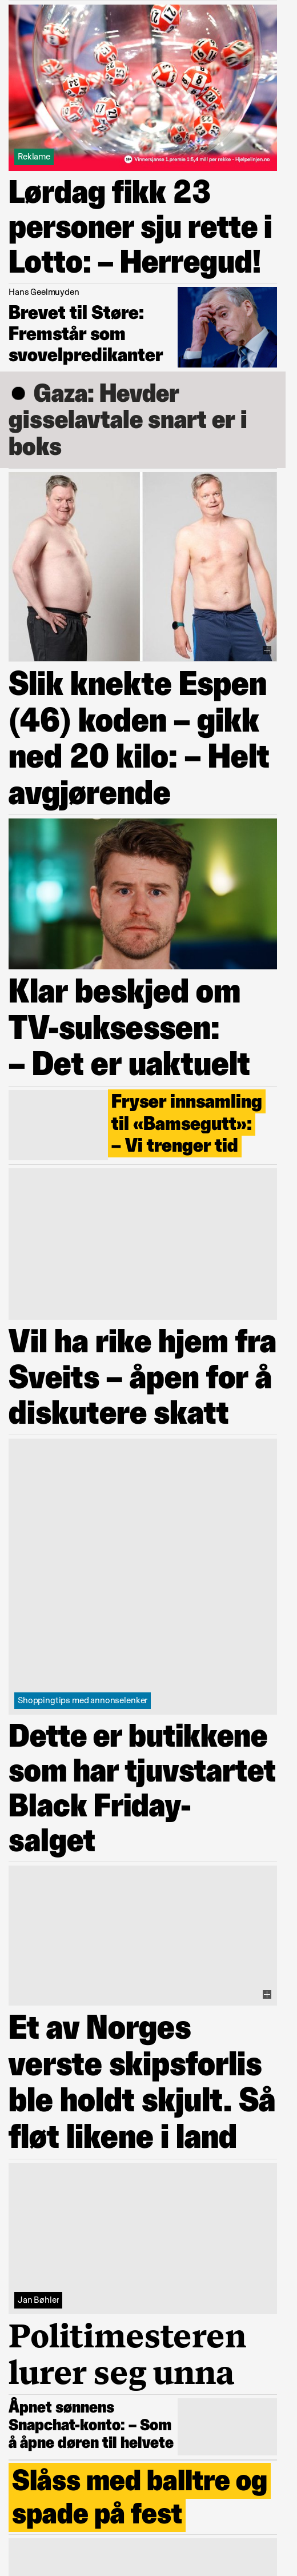 Reklame
Vinnersjanse 1.premie 1:5,4 mill per rekke - Hjelpelinjen.no
Lørdag fikk 23
personer sju rette i
Lotto: – Herregud!
Hans Geelmuyden
Brevet til Støre:
Fremstår som
svovelpredikanter
Gaza: Hevder
gisselavtale snart er i
boks
Slik knekte Espen
(46) koden – gikk
ned 20 kilo: – Helt
avgjørende
Klar beskjed om
TV-suksessen:
– Det er uaktuelt
Fryser innsamling
til «Bamsegutt»:
– Vi trenger tid
Vil ha rike hjem fra
Sveits – åpen for å
diskutere skatt
Shoppingtips med annonselenker
Dette er butikkene
som har tjuvstartet
Black Friday-
salget
Et av Norges
verste skipsforlis
ble holdt skjult. Så
fløt likene i land
Jan Bøhler
Politimesteren
lurer seg unna
Åpnet sønnens
Snapchat-konto: – Som
å åpne døren til helvete
Slåss med balltre og
spade på fest